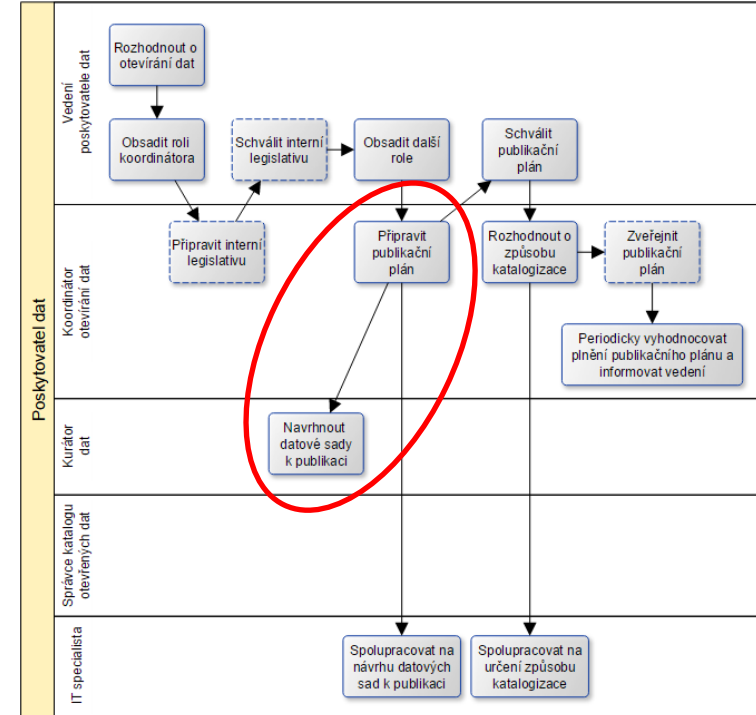 Poskytovatel dat
Vedení
poskytovatele dat
Rozhodnout o
otevírání dat
Obsadit roli
koordinátora
Schválit interní
legislativu
Obsadit další
role
Schválit
publikační
plán
Koordinátor
otevírání dat
Připravit interní
legislativu
Připravit
publikační
plán
Rozhodnout o
způsobu
katalogizace
Zveřejnit
publikační
plán
Periodicky vyhodnocovat
plnění publikačního plánu a
informovat vedení
Kurátor
dat
Navrhnout
datové sady
k publikaci
Správce katalogu
otevřených dat
IT specialista
Spolupracovat na
návrhu datových
sad k publikaci
Spolupracovat na
určení způsobu
katalogizace